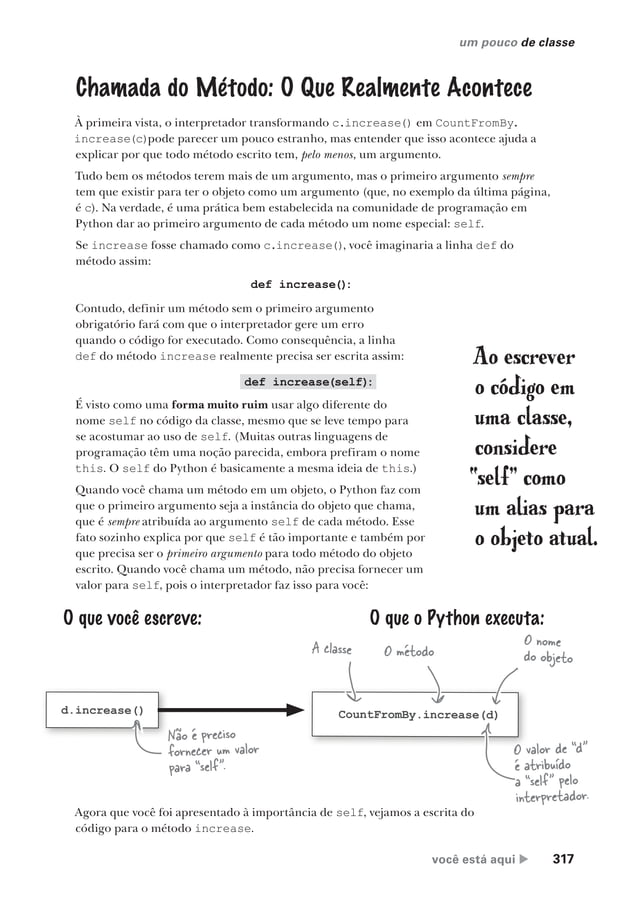 um pouco de classe
Chamada do Método: O Que Realmente Acontece
À primeira vista, o interpretador transformando c.increase() em CountFromBy.
increase(c)pode parecer um pouco estranho, mas entender que isso acontece ajuda a
explicar por que todo método escrito tem, pelo menos, um argumento.
Tudo bem os métodos terem mais de um argumento, mas o primeiro argumento sempre
tem que existir para ter o objeto como um argumento (que, no exemplo da última página,
é c). Na verdade, é uma prática bem estabelecida na comunidade de programação em
Python dar ao primeiro argumento de cada método um nome especial: self.
Se increase fosse chamado como c.increase(), você imaginaria a linha def do
método assim:
def increase():
Contudo, definir um método sem o primeiro argumento
obrigatório fará com que o interpretador gere um erro
quando o código for executado. Como consequência, a linha
def do método increase realmente precisa ser escrita assim:
def increase(self):
É visto como uma forma muito ruim usar algo diferente do
nome self no código da classe, mesmo que se leve tempo para
se acostumar ao uso de self. (Muitas outras linguagens de
programação têm uma noção parecida, embora prefiram o nome
this. O self do Python é basicamente a mesma ideia de this.)
Quando você chama um método em um objeto, o Python faz com
que o primeiro argumento seja a instância do objeto que chama,
que é sempre atribuída ao argumento self de cada método. Esse
fato sozinho explica por que self é tão importante e também por
que precisa ser o primeiro argumento para todo método do objeto
escrito. Quando você chama um método, não precisa fornecer um
valor para self, pois o interpretador faz isso para você:
Ao escrever
o código em
uma classe,
considere
"self" como
um alias para
o objeto atual.
O que você escreve:
d.increase()
Não é preciso
fornecer um valor
para "self".
O que o Python executa:
A classe
O método
O nome
do objeto
CountFromBy.increase(d)
O valor de "d"
é atribuído
a "self" pelo
interpretador.
Agora que você foi apresentado à importância de self, vejamos a escrita do
código para o método increase.
você está aqui ▶ 317